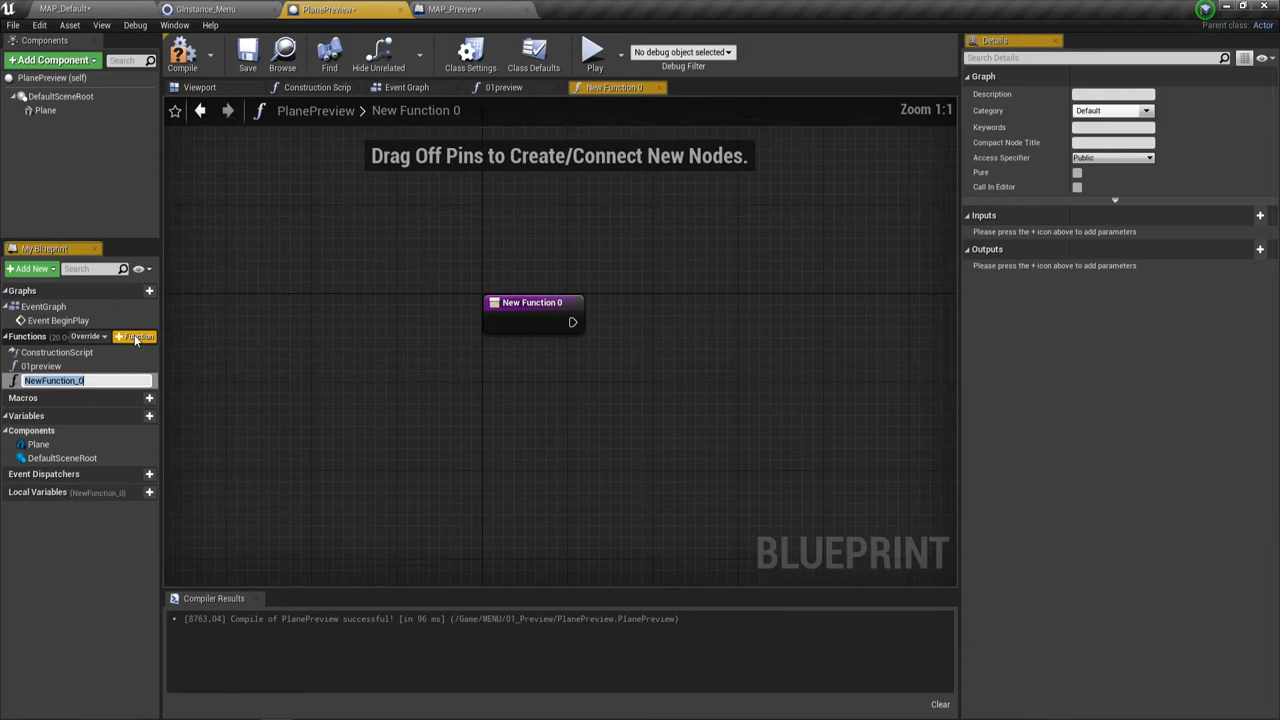 MAP_Default*
GInstance_Menu
PlanePreview*
MAP_Preview*
File Edit Asset View Debug Window Help
Parent class: Actor
Components
+ Add Component
Search
PlanePreview (self)
DefaultSceneRoot
Plane
Compile
Save
Browse
Find
Hide Unrelated
Class Settings
Class Defaults
Play
No debug object selected
Debug Filter
Viewport
Construction Scrip
Event Graph
01preview
New Function 0
PlanePreview > New Function 0
Zoom 1:1
Drag Off Pins to Create/Connect New Nodes.
New Function 0
BLUEPRINT
My Blueprint
+ Add New
Search
Graphs
EventGraph
Event BeginPlay
Functions (20 O
Override
+ Function
ConstructionScript
01preview
NewFunction_0
Macros
Variables
Components
Plane
DefaultSceneRoot
Event Dispatchers
Local Variables (NewFunction_0)
Compiler Results
[8763,04] Compile of PlanePreview successful! [in 96 ms] (/Game/MENU/01_Preview/PlanePreview.PlanePreview)
Clear
Details
Search Details
Graph
Description
Category Default
Keywords
Compact Node Title
Access Specifier Public
Pure
Call In Editor
Inputs
Please press the + icon above to add parameters
Outputs
Please press the + icon above to add parameters